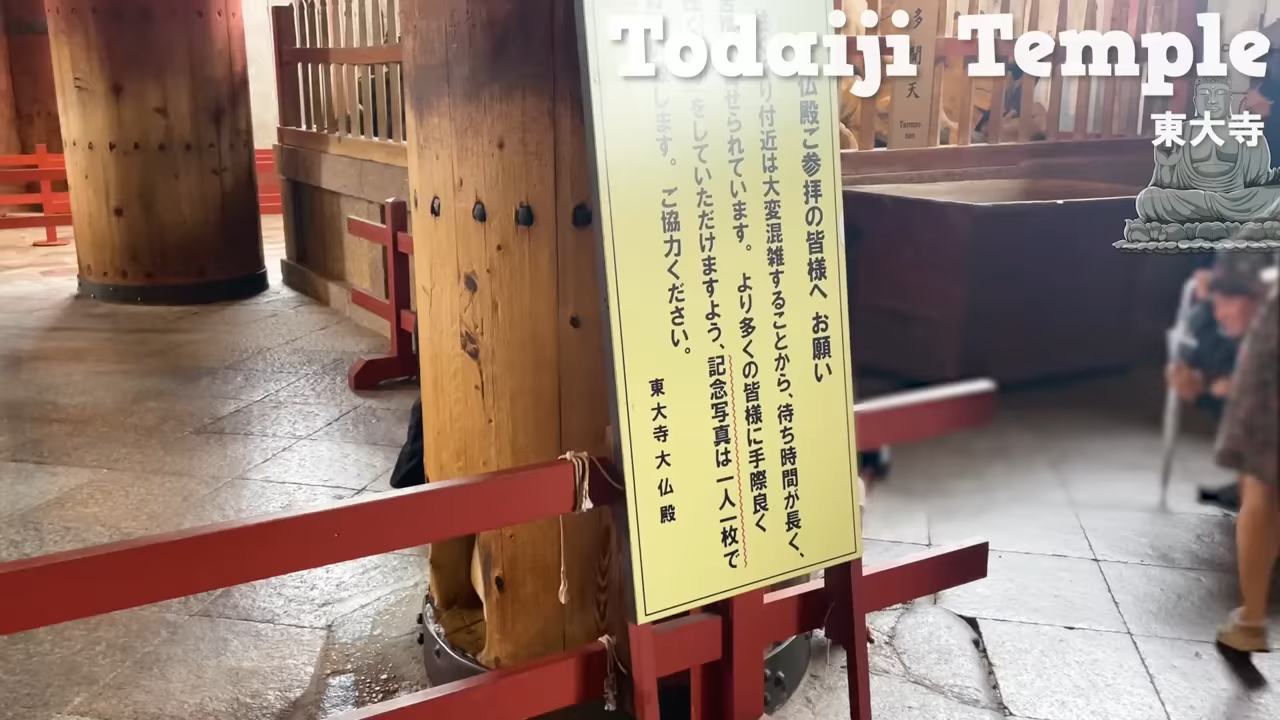 Todaiji Temple
東大寺
多聞天
仏殿ご参拝の皆様へ お願い
り付近は大変混雑することから、待ち時間が長く、
せられています。 より多くの皆様に手際良く
をしていただけますよう、記念写真は一人一枚で
します。 ご協力ください。
東大寺大仏殿